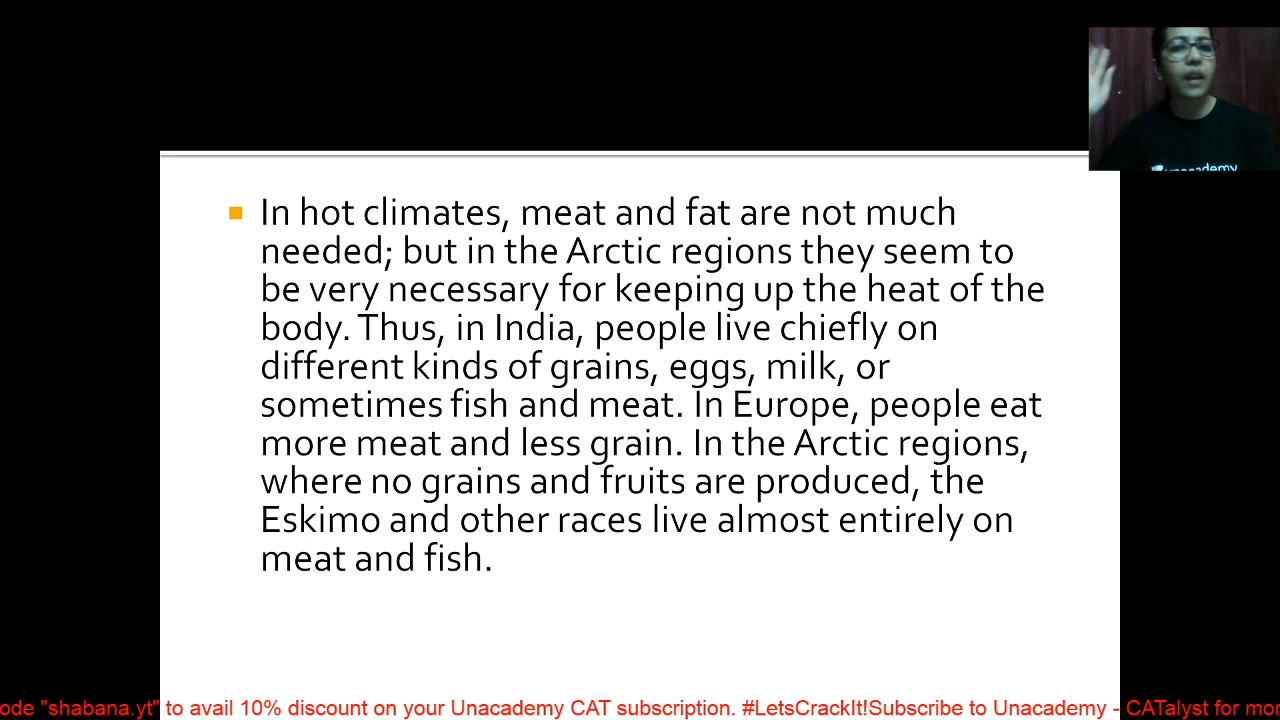 unacademy
In hot climates, meat and fat are not much
needed; but in the Arctic regions they seem to
be very necessary for keeping up the heat of the
body. Thus, in India, people live chiefly on
different kinds of grains, eggs, milk, or
sometimes fish and meat. In Europe, people eat
more meat and less grain. In the Arctic regions,
where no grains and fruits are produced, the
Eskimo and other races live almost entirely on
meat and fish.
ode "shabana.yt" to avail 10% discount on your Unacademy CAT subscription. #LetsCrackIt!Subscribe to Unacademy - CATalyst for mor